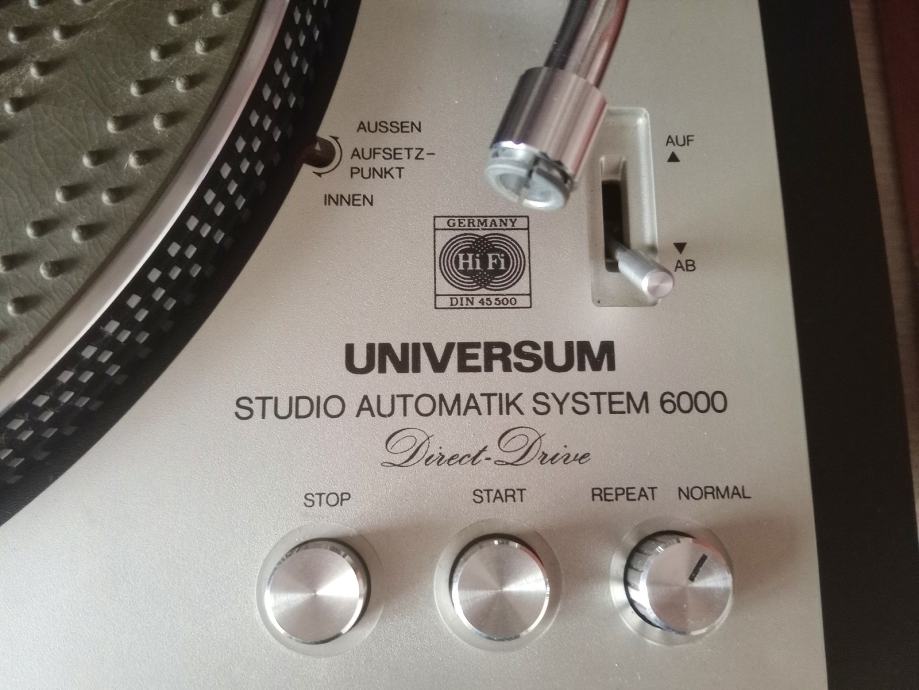 AUSSEN
AUFSETZ-
PUNKT
INNEN
AUF
AB
GERMANY
Hi Fi
DIN 45500
UNIVERSUM
STUDIO AUTOMATIK SYSTEM 6000
Direct-Drive
STOP START REPEAT NORMAL